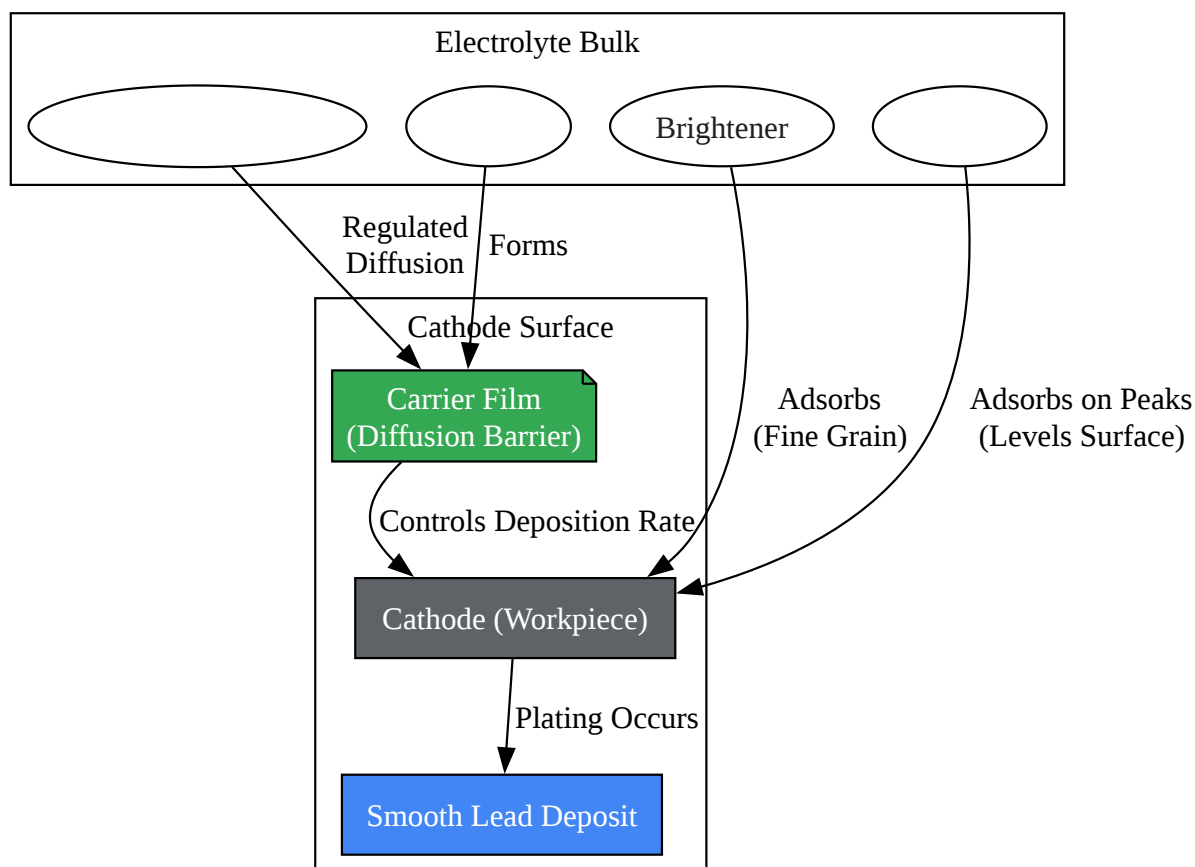 Electrolyte Bulk
Brightener
Regulated
Diffusion
Forms
Cathode Surface
Carrier Film
(Diffusion Barrier)
Adsorbs
(Fine Grain)
Adsorbs on Peaks
(Levels Surface)
Controls Deposition Rate
Cathode (Workpiece)
Plating Occurs
Smooth Lead Deposit